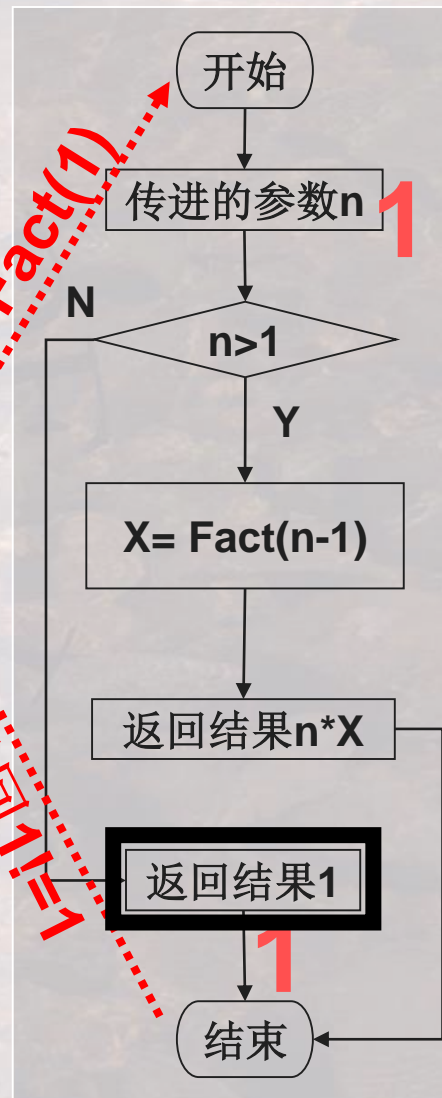 开始
Fact(1)
传进的参数n
1
N
n>1
Y
X= Fact(n-1)
返回结果n*X
回1!=1
返回结果1
1
结束